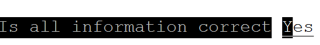 Is all information correct Yes